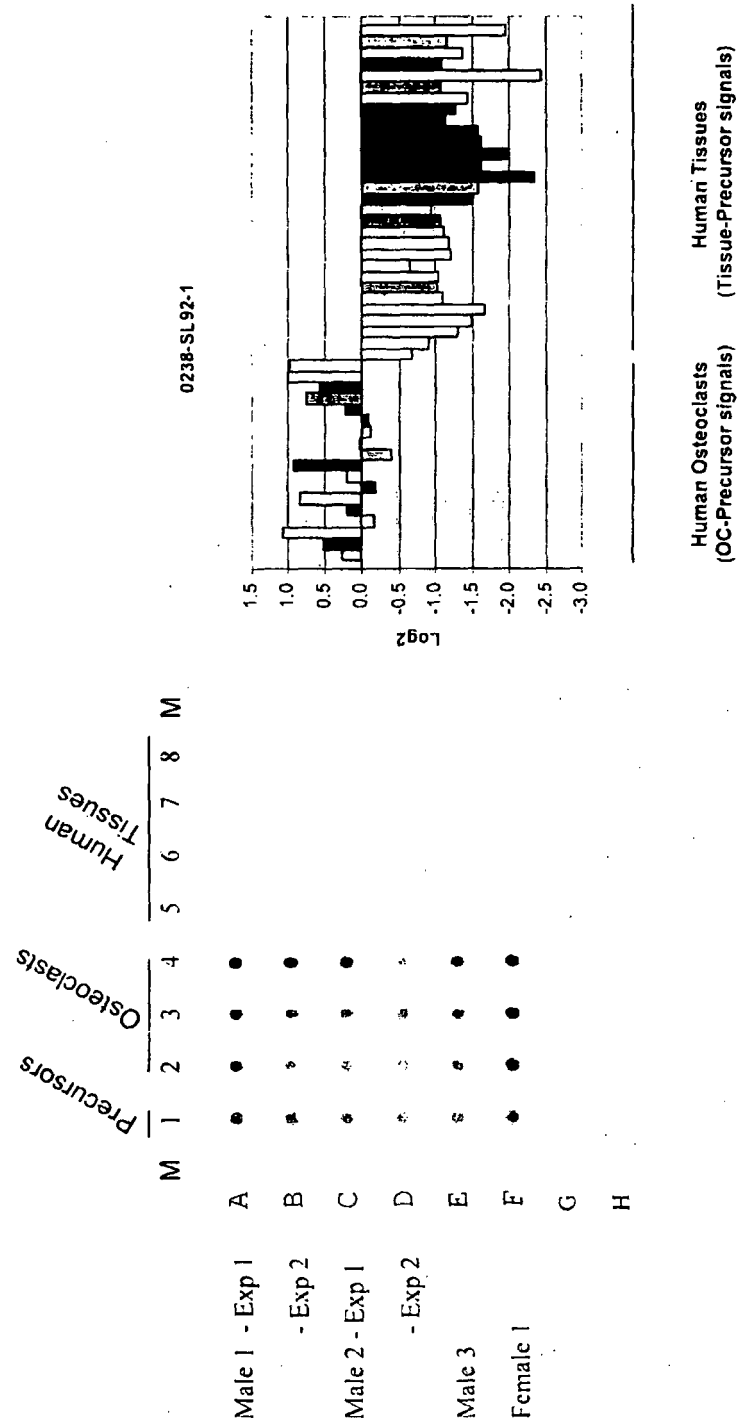 Precursors
Osteoclasts
Human
Tissues
M 1 2 3 4 5 6 7 8 M
Male 1 - Exp 1 A
- Exp 2 B
Male 2 - Exp 1 C
- Exp 2 D
Male 3 E
Female 1 F
G
H
0238-SL92-1
Log2
1.5
1.0
0.5
0.0
-0.5
-1.0
-1.5
-2.0
-2.5
-3.0
Human Osteoclasts
(OC-Precursor signals)
Human Tissues
(Tissue-Precursor signals)